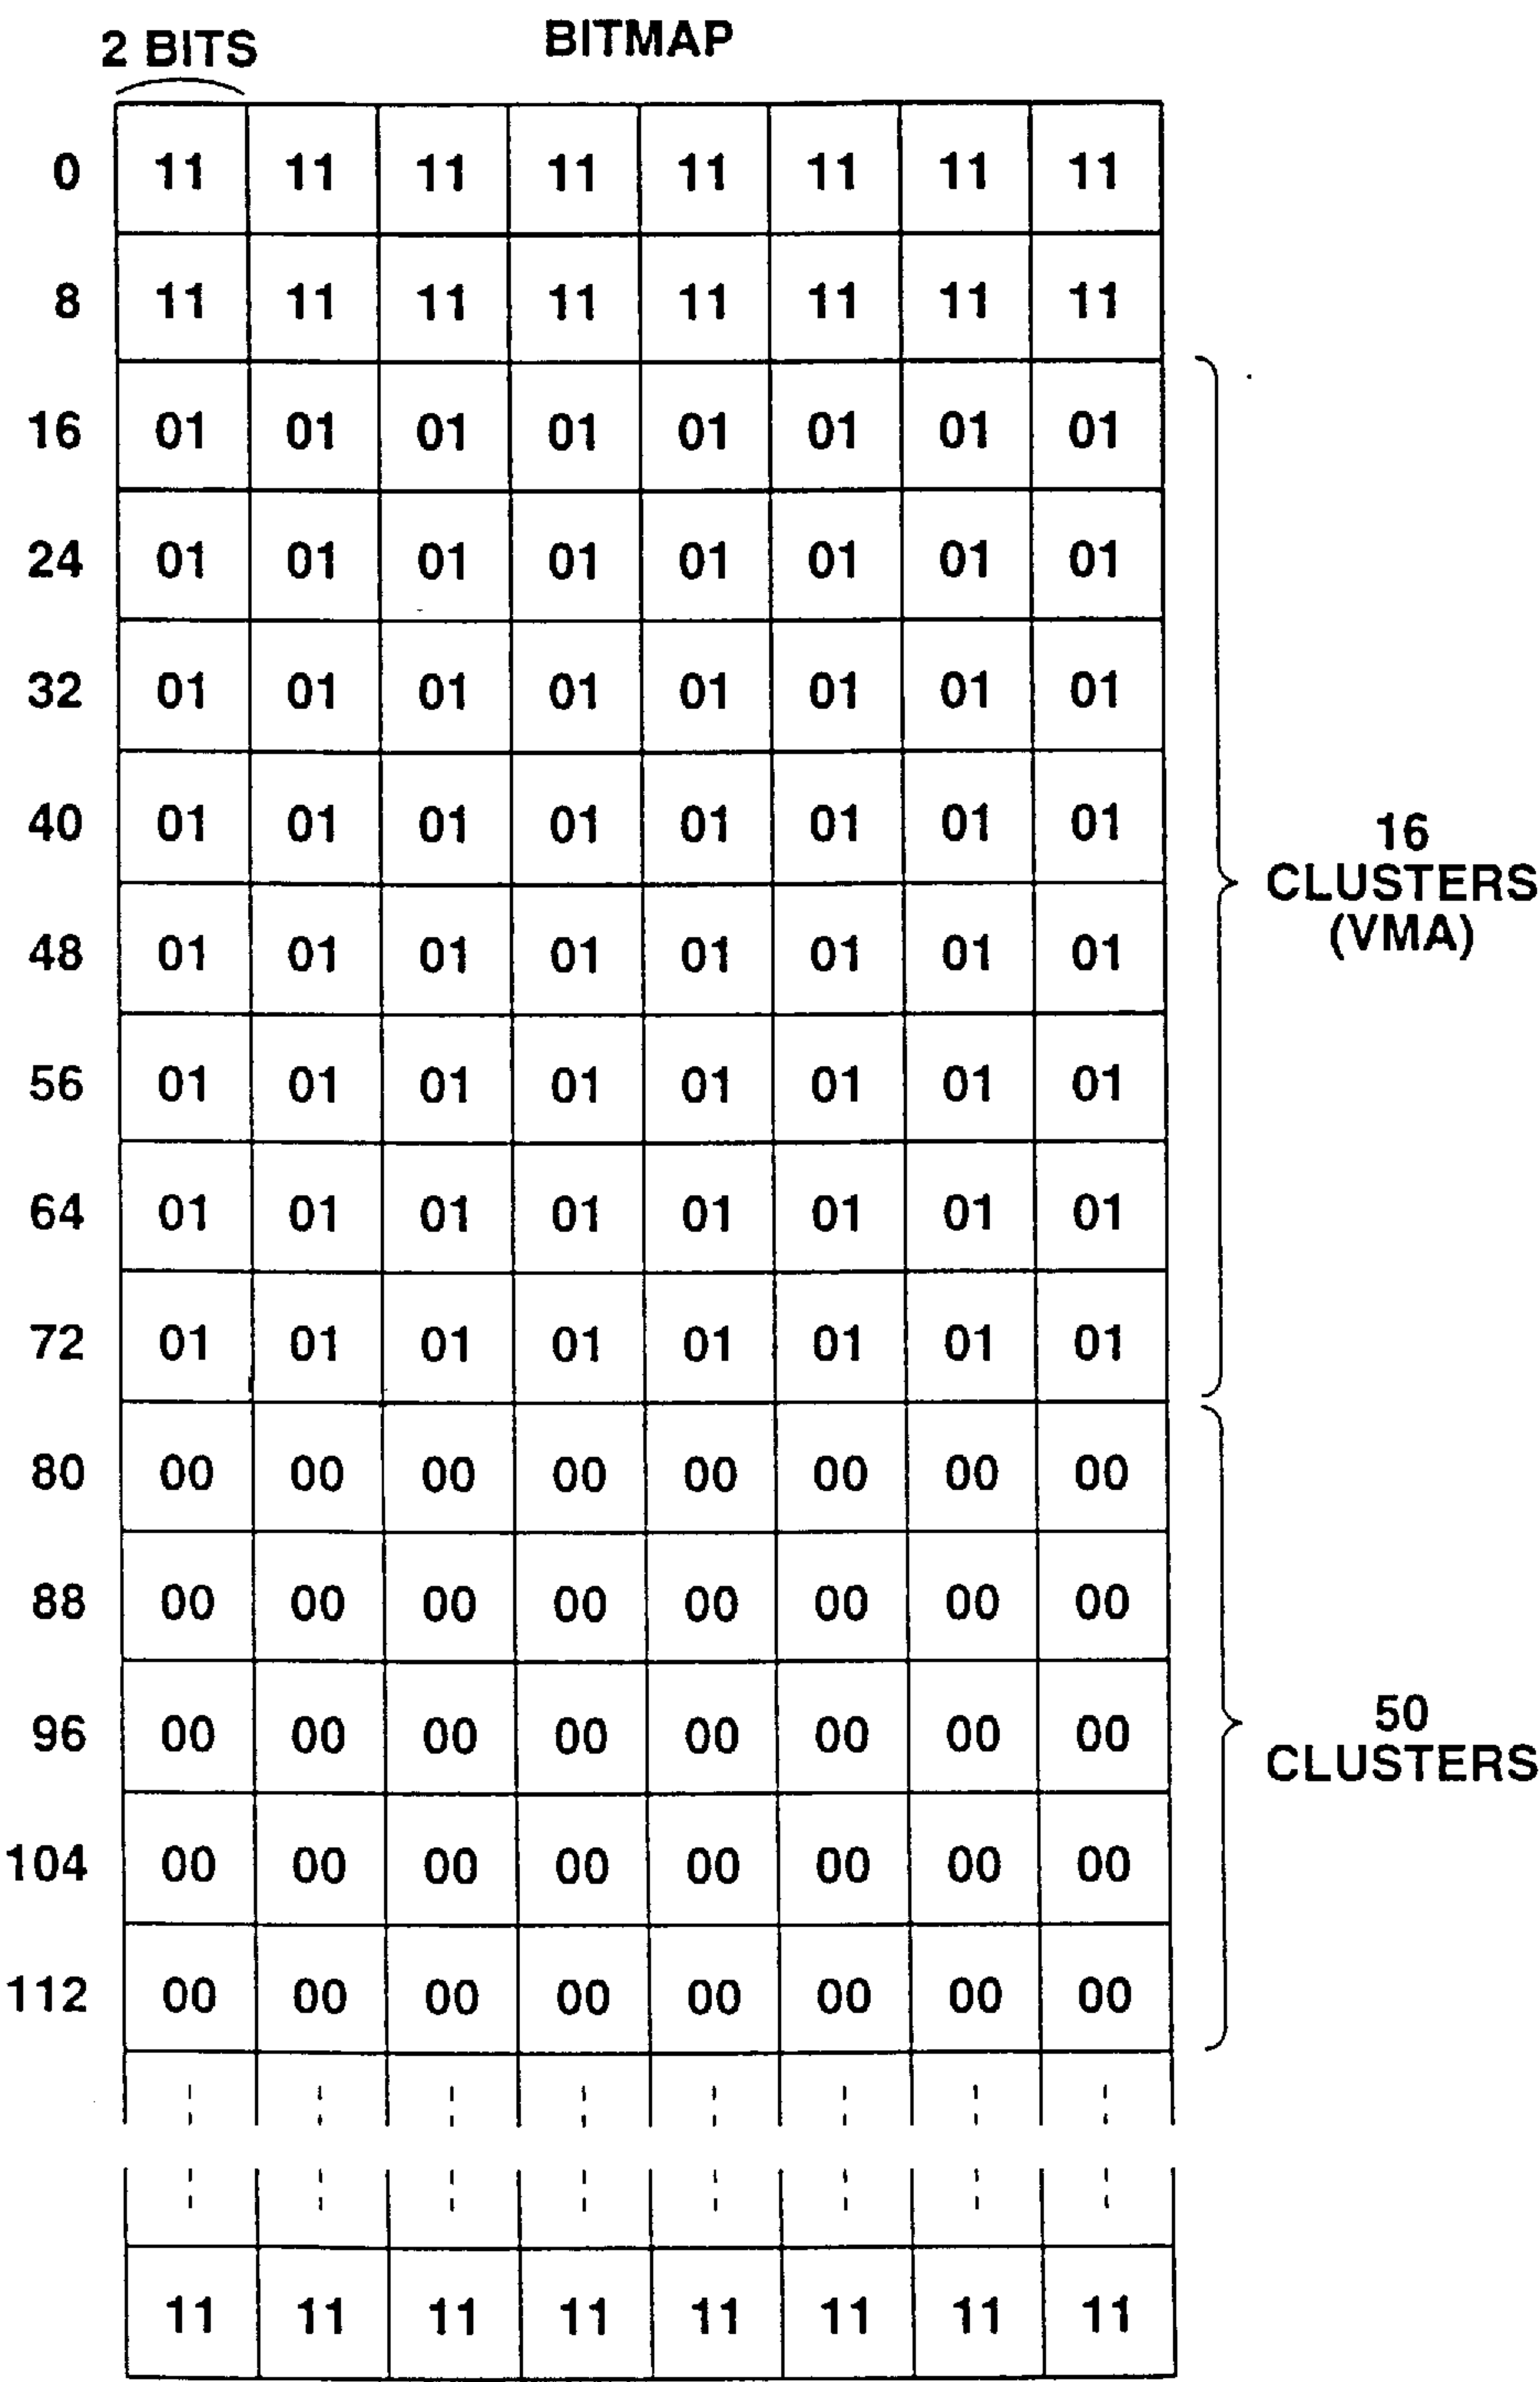 2 BITS BITMAP
0 11 11 11 11 11 11 11 11
8 11 11 11 11 11 11 11 11
16 01 01 01 01 01 01 01 01
24 01 01 01 01 01 01 01 01
32 01 01 01 01 01 01 01 01
40 01 01 01 01 01 01 01 01
48 01 01 01 01 01 01 01 01
56 01 01 01 01 01 01 01 01
64 01 01 01 01 01 01 01 01
72 01 01 01 01 01 01 01 01
16
CLUSTERS
(VMA)
80 00 00 00 00 00 00 00 00
88 00 00 00 00 00 00 00 00
96 00 00 00 00 00 00 00 00
104 00 00 00 00 00 00 00 00
112 00 00 00 00 00 00 00 00
50
CLUSTERS
11 11 11 11 11 11 11 11